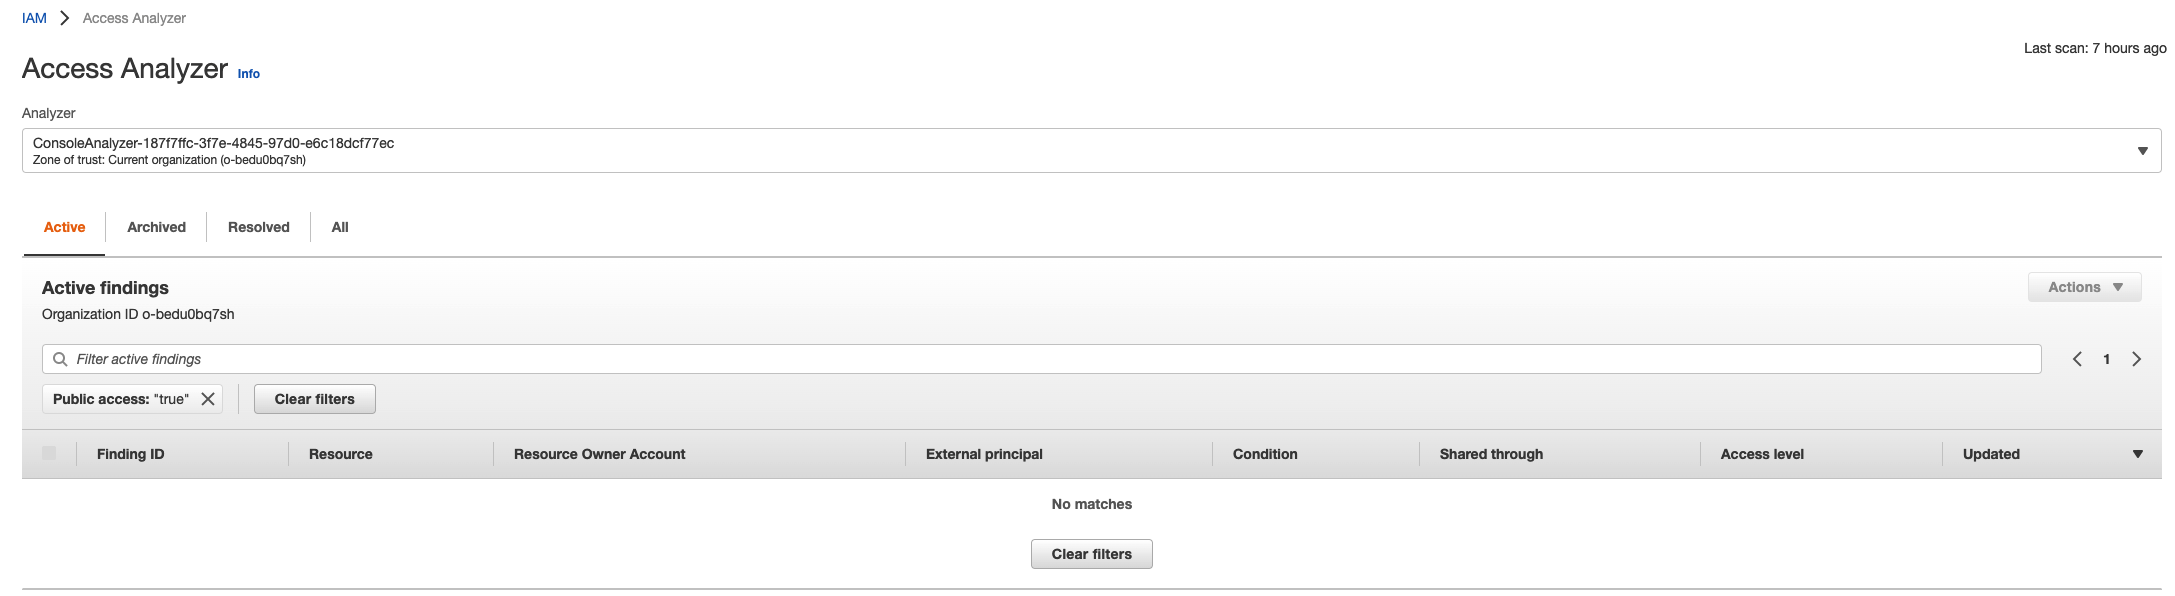 IAM > Access Analyzer
Last scan: 7 hours ago
Access Analyzer Info
Analyzer
ConsoleAnalyzer-187f7ffc-3f7e-4845-97d0-e6c18dcf77ec
Zone of trust: Current organization (o-bedu0bq7sh)
Active Archived Resolved All
Active findings
Actions
Organization ID o-bedu0bq7sh
Filter active findings
1
Public access: "true" Clear filters
Finding ID Resource Resource Owner Account External principal Condition Shared through Access level Updated
No matches
Clear filters